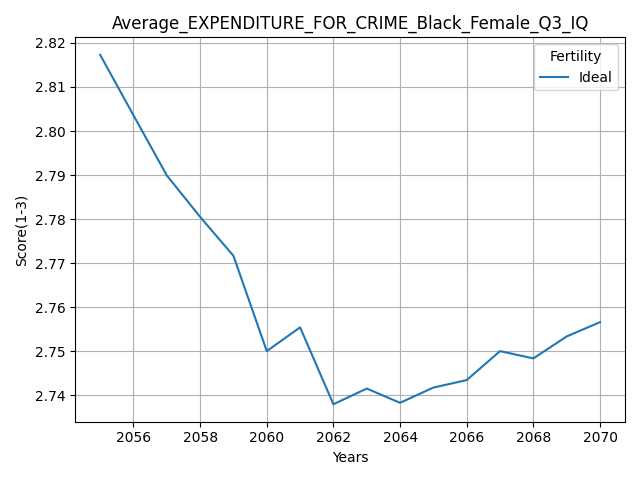 Average_EXPENDITURE_FOR_CRIME_Black_Female_Q3_IQ
2.82
2.81
2.80
2.79
2.78
2.77
2.76
2.75
2.74
Score(1-3)
Fertility
Ideal
2056 2058 2060 2062 2064 2066 2068 2070
Years